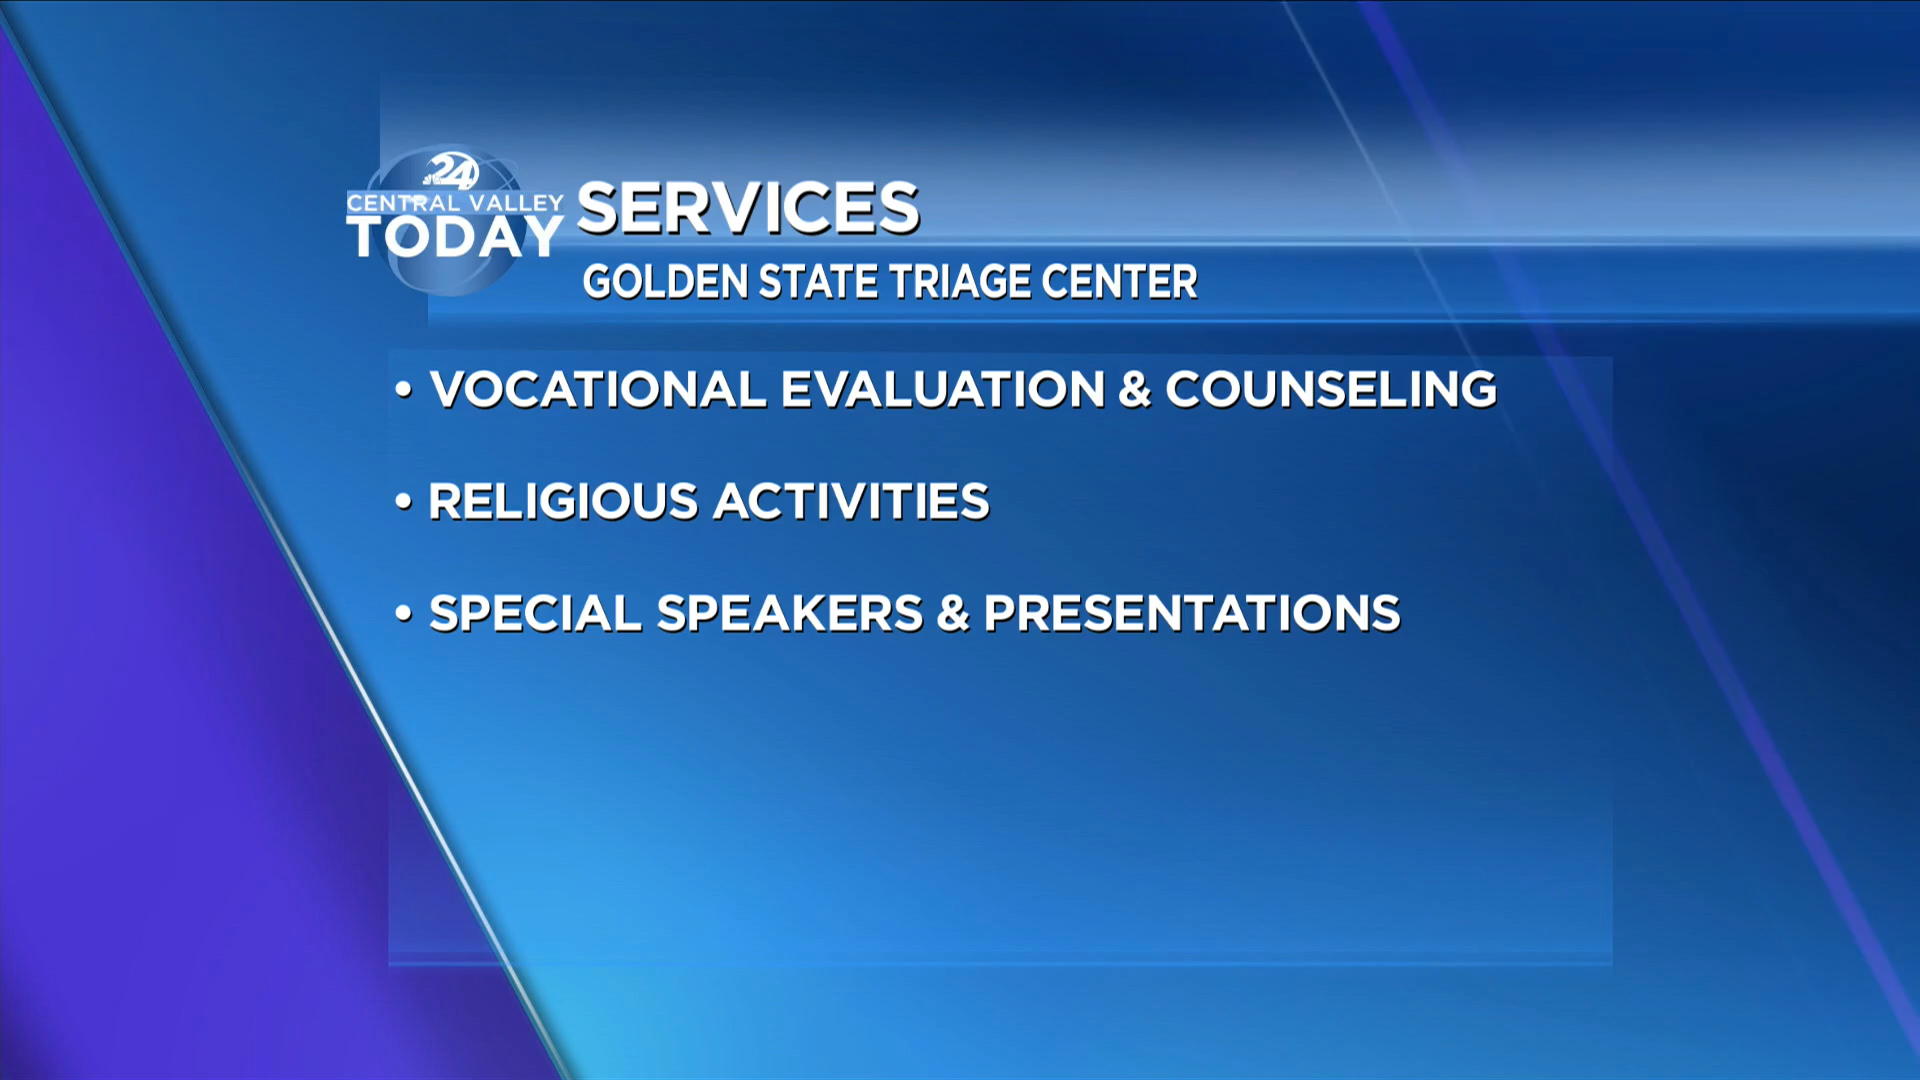 24
CENTRAL VALLEY
TODAY
SERVICES
GOLDEN STATE TRIAGE CENTER
• VOCATIONAL EVALUATION & COUNSELING
• RELIGIOUS ACTIVITIES
• SPECIAL SPEAKERS & PRESENTATIONS